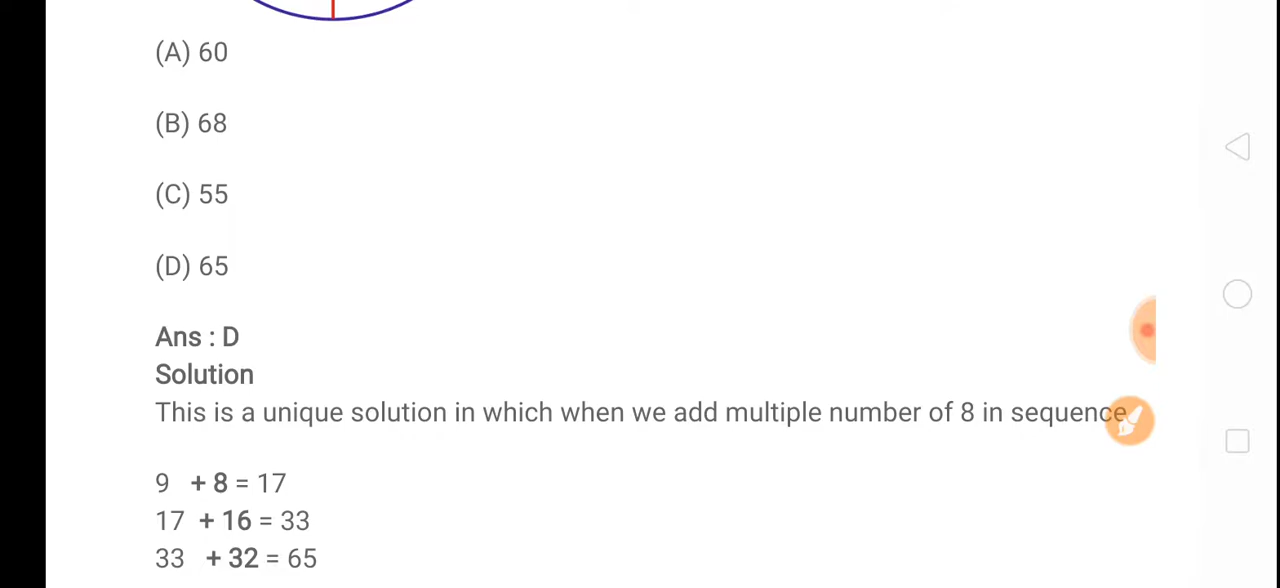 (A) 60
(B) 68
(C) 55
(D) 65
Ans : D
Solution
This is a unique solution in which when we add multiple number of 8 in sequence
9 + 8 = 17
17 + 16 = 33
33 + 32 = 65